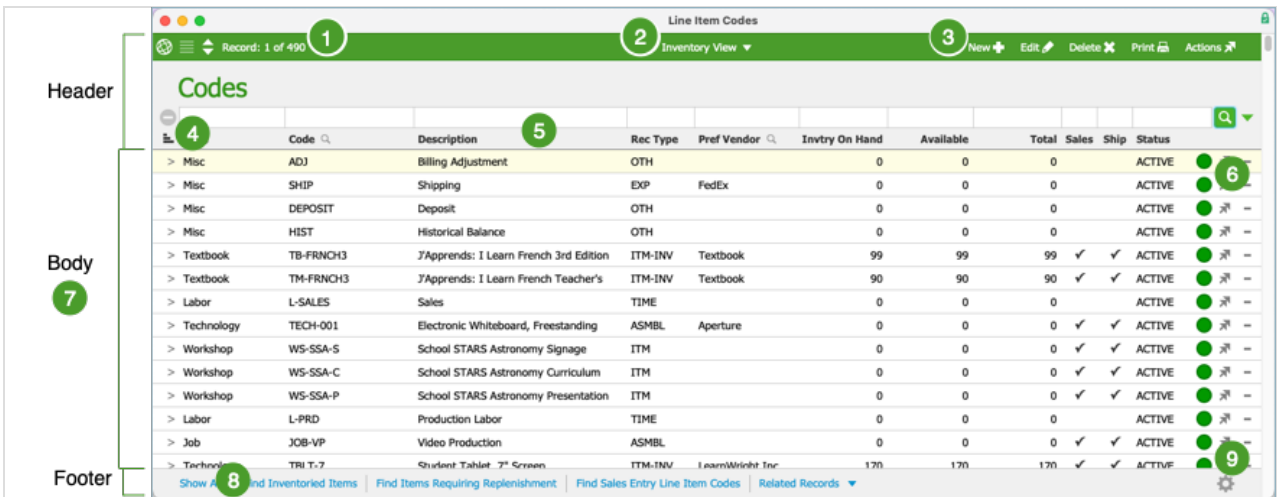 Line Item Codes
Header
Record: 1 of 490
1
2
Inventory View
3
New
Edit
Delete
Print
Actions
Codes
4
5
Code
Description
Rec Type
Pref Vendor
Invtry On Hand
Available
Total
Sales
Ship
Status
6
> Misc ADJ Billing Adjustment OTH 0 0 0 ACTIVE
> Misc SHIP Shipping EXP FedEx 0 0 0 ACTIVE
> Misc DEPOSIT Deposit OTH 0 0 0 ACTIVE
> Misc HIST Historical Balance OTH 0 0 0 ACTIVE
> Textbook TB-FRNCH3 J'Apprends: I Learn French 3rd Edition ITM-INV Textbook 99 99 99 ✓ ✓ ACTIVE
> Textbook TM-FRNCH3 J'Apprends: I Learn French Teacher's ITM-INV Textbook 90 90 90 ✓ ✓ ACTIVE
Body
7
> Labor L-SALES Sales TIME 0 0 0 ACTIVE
> Technology TECH-001 Electronic Whiteboard, Freestanding ASMBL Aperture 0 0 0 ✓ ✓ ACTIVE
> Workshop WS-SSA-S School STARS Astronomy Signage ITM 0 0 0 ✓ ✓ ACTIVE
> Workshop WS-SSA-C School STARS Astronomy Curriculum ITM 0 0 0 ✓ ✓ ACTIVE
> Workshop WS-SSA-P School STARS Astronomy Presentation ITM 0 0 0 ✓ ✓ ACTIVE
> Labor L-PRD Production Labor TIME 0 0 0 ACTIVE
> Job JOB-VP Video Production ASMBL 0 0 0 ✓ ✓ ACTIVE
> TBLT-7 Student Tablet, 7" Screen ITM-INV LearnWright Inc 170 170 170 ✓ ✓ ACTIVE
9
Footer
Show
8
Inventoried Items
Find Items Requiring Replenishment
Find Sales Entry Line Item Codes
Related Records